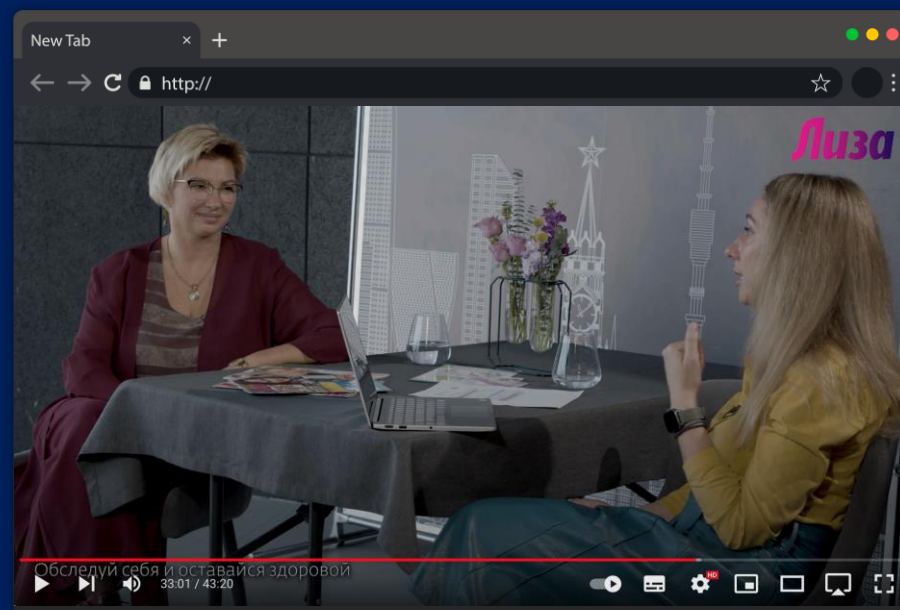 New Tab
http://
Лиза
Обследуй себя и оставайся здоровой
33:01 / 43:20
HD